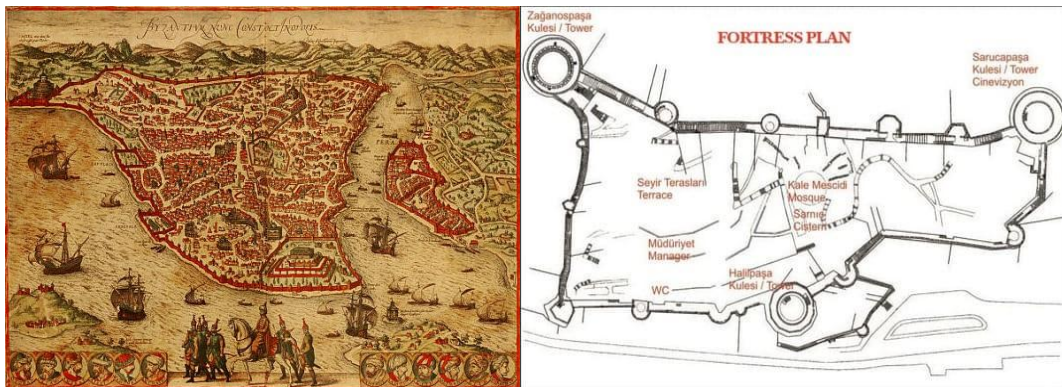 BYZANTIVM NVNC CONSTANTINOPOLIS
PERA
FORTRESS PLAN
Zağanospaşa
Kulesi / Tower
Sarucapaşa
Kulesi / Tower
Cinevizyon
Seyir Terasları
Terrace
Kale Mescidi
Mosque
Sarnıç
Cistern
Müdüriyet
Manager
Halilpaşa
Kulesi / Tower
WC